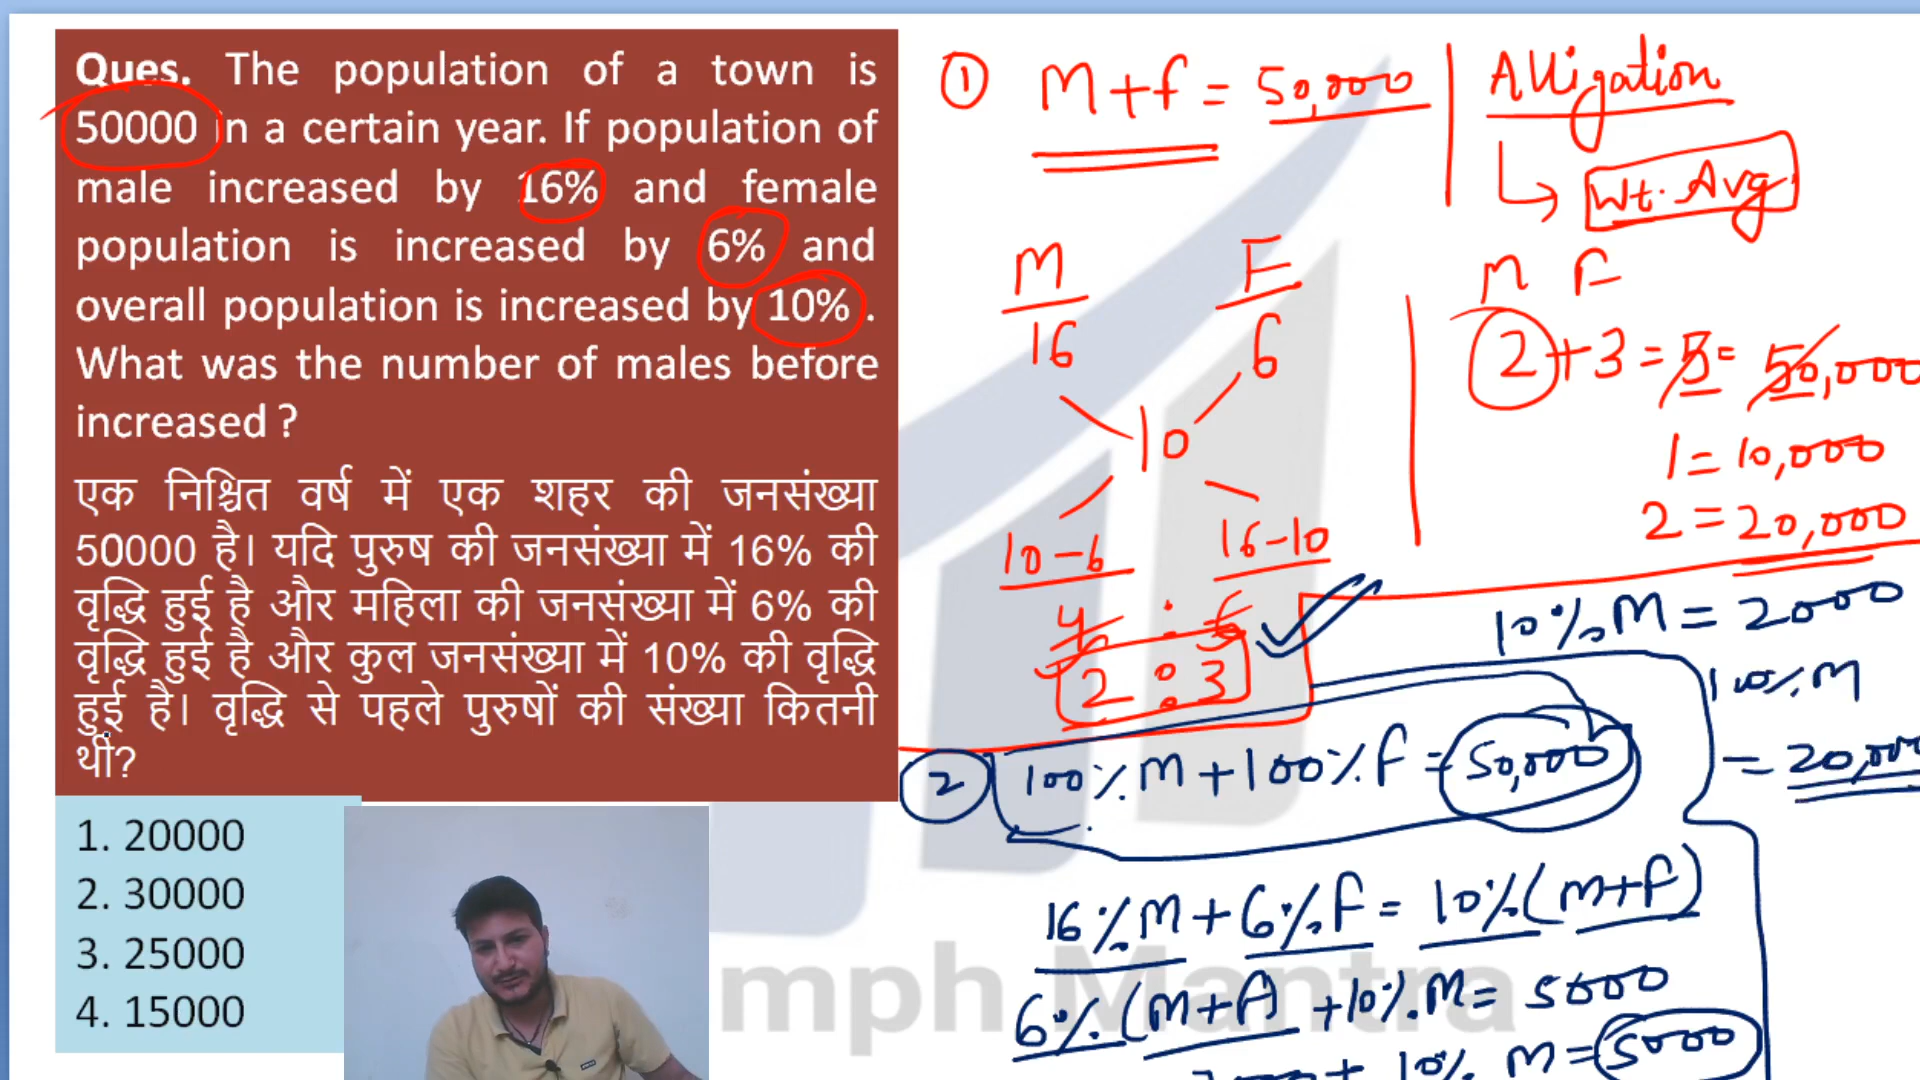 Ques. The population of a town is
50000 in a certain year. If population of
male increased by 16% and female
population is increased by 6% and
overall population is increased by 10% .
What was the number of males before
increased ?
एक निश्चित वर्ष में एक शहर की जनसंख्या
50000 है। यदि पुरुष की जनसंख्या में 16% की
वृद्धि हुई है और महिला की जनसंख्या में 6% की
वृद्धि हुई है और कुल जनसंख्या में 10% की वृद्धि
हुई है। वृद्धि से पहले पुरुषों की संख्या कितनी
थी?
1. 20000
2. 30000
3. 25000
4. 15000
① M+f = 50,000
Alligation
Wt. Avg
M F
16 6
10
10-6 16-10
4 : 6
2 : 3
M F
2+3=5= 50,000
1= 10,000
2 = 20,000
10%M = 2000
100%M
= 20,000
2 100%M+100%F=50,000
16%M+6%F= 10%(M+F)
6%(M+F) +10%M= 5000
+ 10% M=5000
mph Mantra